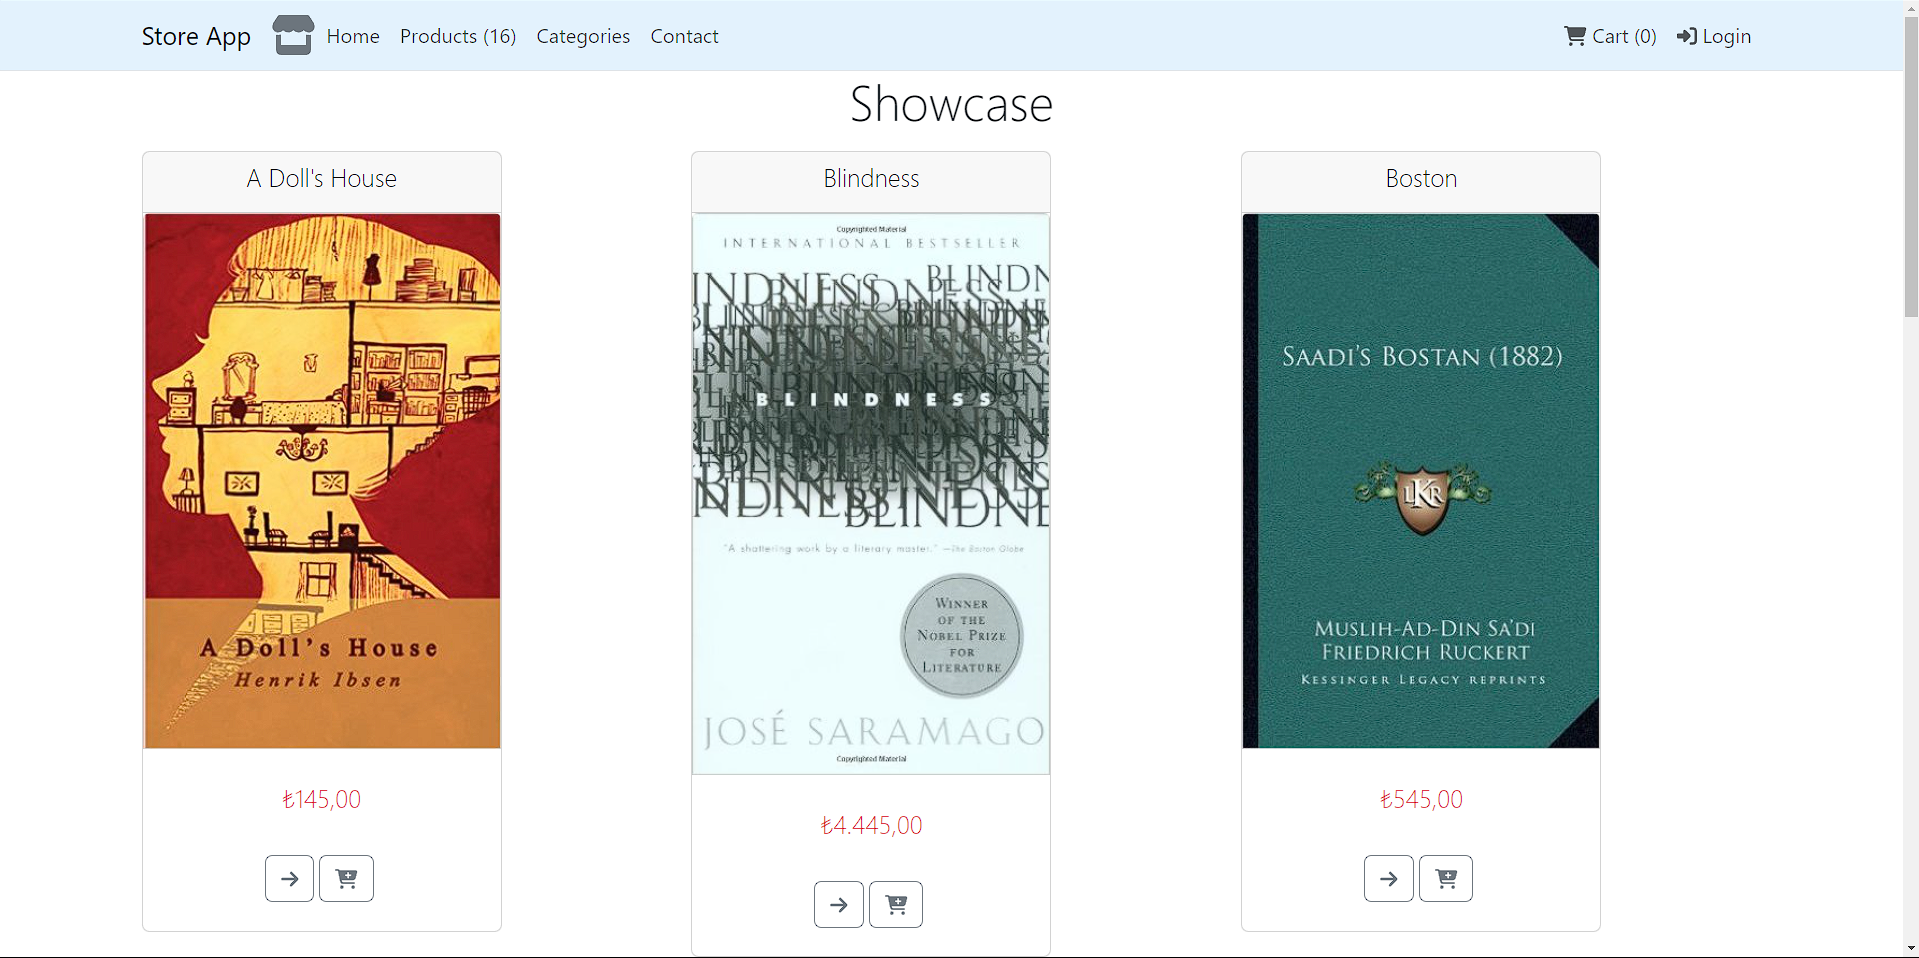 Store App
Home
Products (16)
Categories
Contact
Cart (0)
Login
Showcase
A Doll's House
A Doll's House
Henrik Ibsen
₺145,00
Blindness
Copyrighted Material
INTERNATIONAL BESTSELLER
BLINDNESS
"A shattering work by a literary master." —The Boston Globe
WINNER
OF THE
NOBEL PRIZE
FOR
LITERATURE
JOSÉ SARAMAGO
Copyrighted Material
₺4.445,00
Boston
SAADI'S BOSTAN (1882)
LKR
MUSLIH-AD-DIN SA'DI
FRIEDRICH RUCKERT
KESSINGER LEGACY REPRINTS
₺545,00